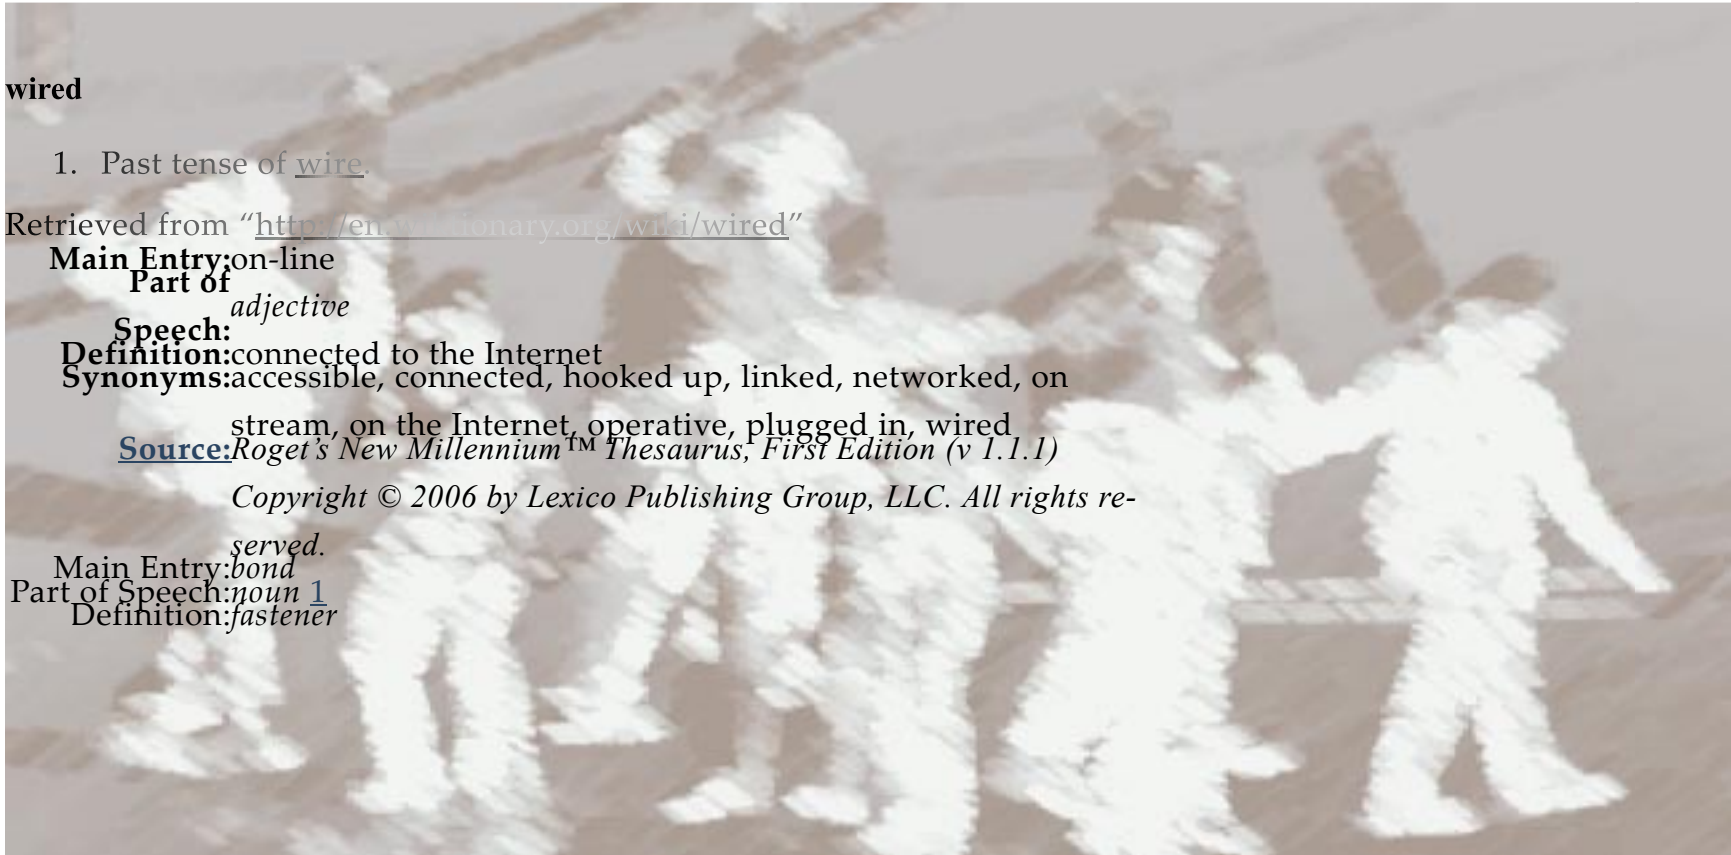 wired
1. Past tense of wire.
Retrieved from “http://en.wiktionary.org/wiki/wired”
Main Entry:on-line
Part of
adjective
Speech:
Definition:connected to the Internet
Synonyms:accessible, connected, hooked up, linked, networked, on
stream, on the Internet, operative, plugged in, wired
Source:Roget’s New Millennium™ Thesaurus, First Edition (v 1.1.1)
Copyright © 2006 by Lexico Publishing Group, LLC. All rights re-
served.
Main Entry:bond
Part of Speech:noun 1
Definition:fastener